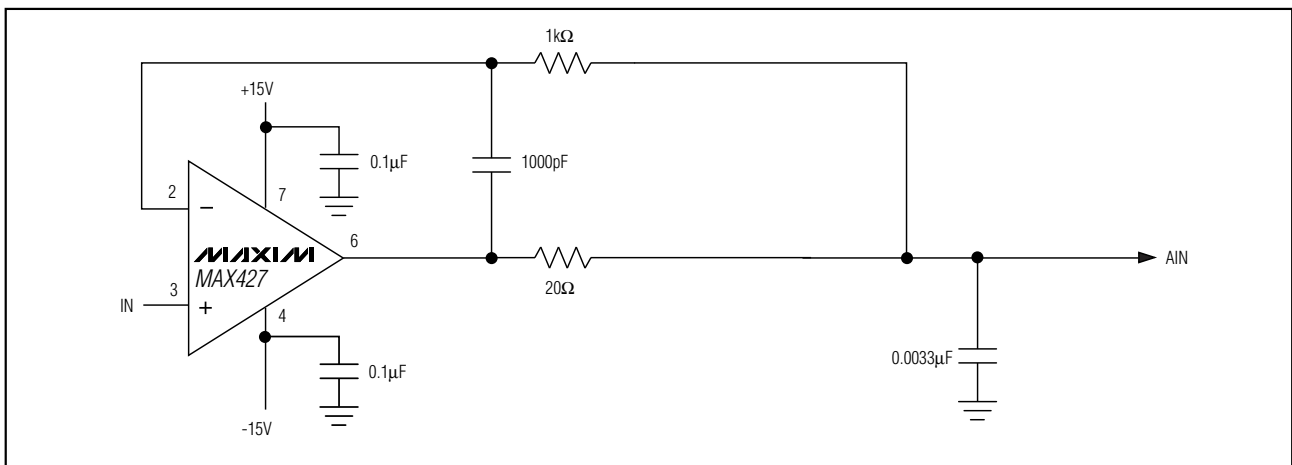 1kΩ
+15V
0.1µF
1000pF
2
7
−
MAXIM
MAX427
6
20Ω
AIN
IN
3
+
4
0.1µF
0.0033µF
-15V